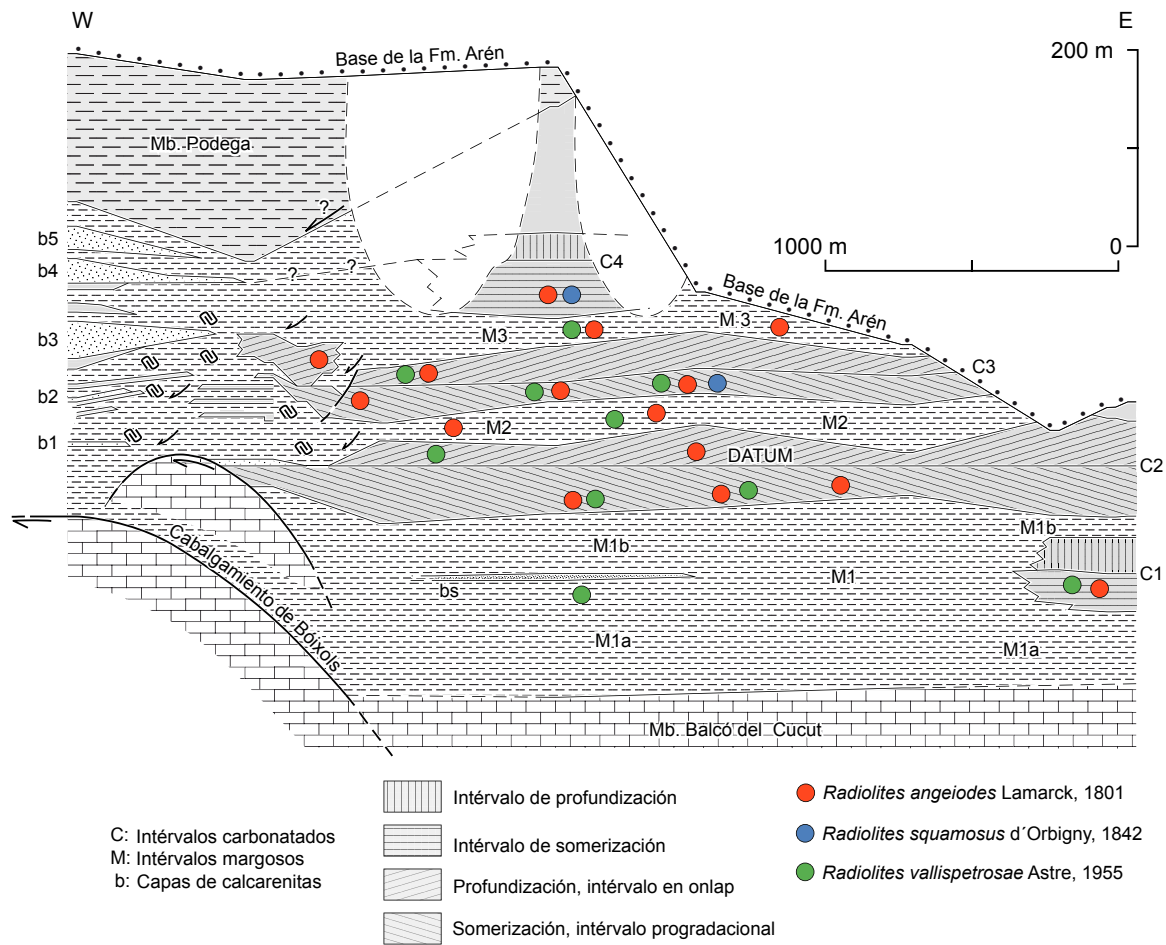 W
E
Base de la Fm. Arén
200 m
Mb. Podega
?
b5
1000 m
0
b4
?
?
C4
Base de la Fm. Arén
M 3
M3
b3
C3
b2
M2
M2
b1
DATUM
C2
M1b
M1b
Cabalgamiento de Bóixols
M1
C1
bs
M1a
M1a
Mb. Balcó del Cucut
Intérvalo de profundización
Intérvalo de somerización
Profundización, intérvalo en onlap
Somerización, intérvalo progradacional
C: Intérvalos carbonatados
M: Intérvalos margosos
b: Capas de calcarenitas
Radiolites angeiodes Lamarck, 1801
Radiolites squamosus d´Orbigny, 1842
Radiolites vallispetrosae Astre, 1955